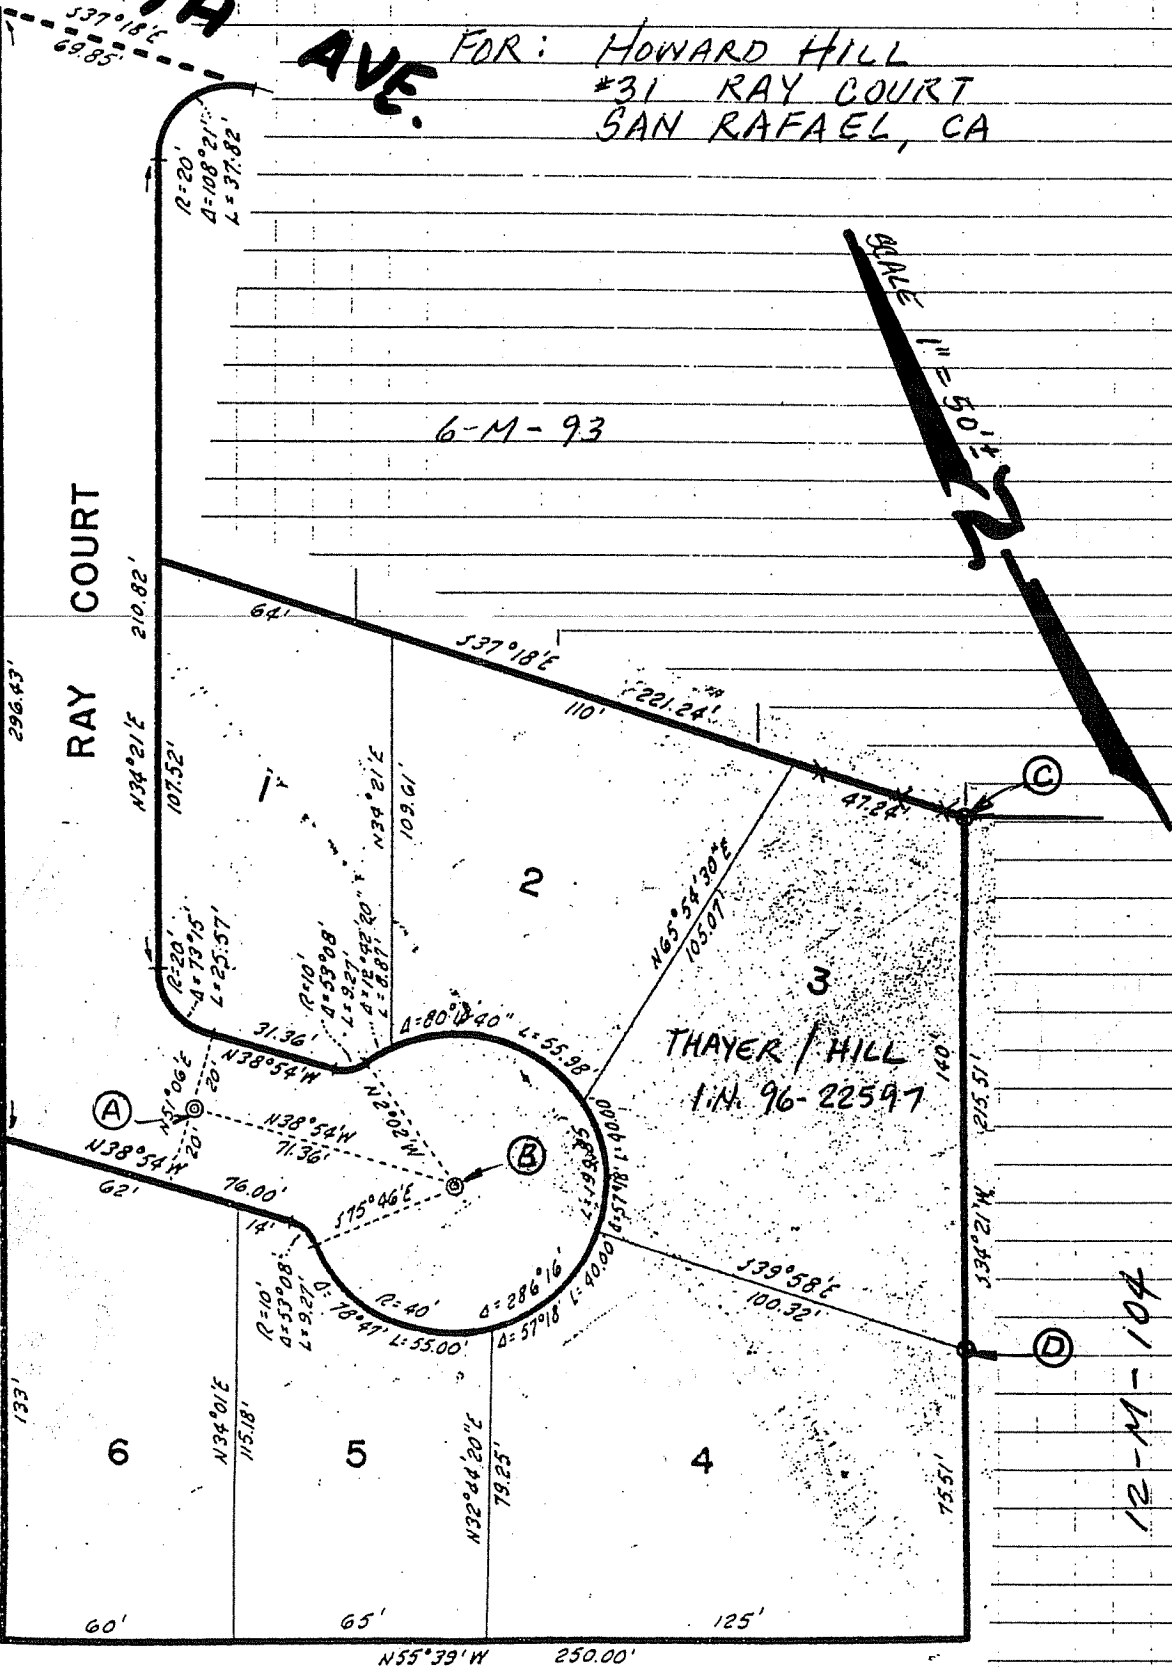 S37°18'E
69.85'
AVE.
FOR: HOWARD HILL
#31 RAY COURT
SAN RAFAEL, CA
R=20'
Δ=108°21'
L=37.82'
SCALE 1"=50'±
N
6-M-93
RAY COURT
210.82'
N34°21'E
107.52'
296.43'
64'
S37°18'E
221.24'
110'
47.24'
C
1
N34°21'E
109.61'
2
N65°54'30"E
105.07'
3
THAYER / HILL
I.N. 96-22597
140'
215.51'
S34°21'W
R=20'
Δ=73°15'
L=25.57'
R=10'
Δ=53°08'
L=9.27'
Δ=12°42'20"
L=8.87'
31.36'
N38°54'W
L=55.98'
A
N51°06'E
20'
20'
N38°54'W
71.36'
N2°02'W
B
N38°54'W
62'
76.00'
14'
S75°46'E
Δ=57°18'
L=40.00'
R=10'
Δ=53°08'
L=9.27'
Δ=78°47'
R=40'
L=55.00'
Δ=286°16'
Δ=57°18'
L=40.00'
S39°58'E
100.32'
D
12-M-104
133'
6
N34°01'E
115.18'
5
N32°44'20"E
79.25'
4
75.51'
60'
65'
125'
N55°39'W 250.00'